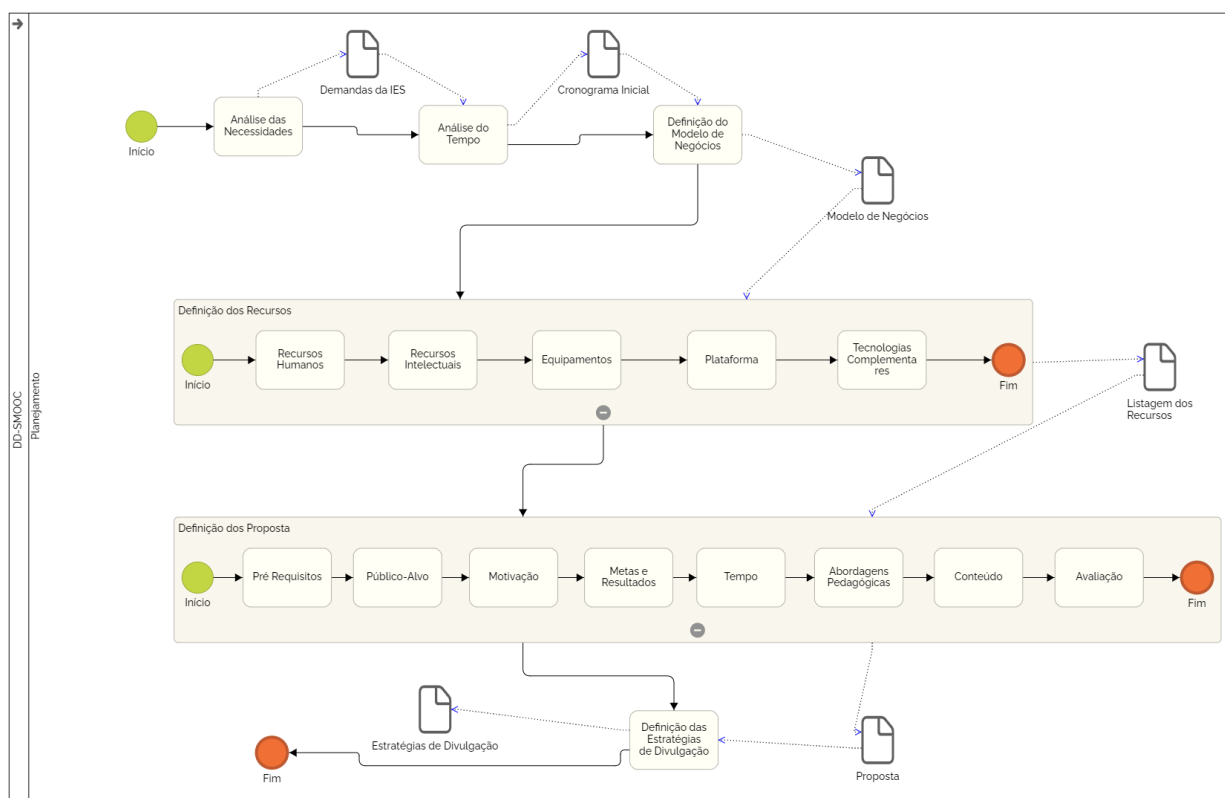 DD-SMOOC
Planejamento
Demandas da IES
Cronograma Inicial
Início
Análise das
Necessidades
Análise do
Tempo
Definição do
Modelo de
Negócios
Modelo de Negócios
Definição dos Recursos
Início
Recursos
Humanos
Recursos
Intelectuais
Equipamentos
Plataforma
Tecnologias
Complementa
res
Fim
Listagem dos
Recursos
Definição dos Proposta
Início
Pré Requisitos
Público-Alvo
Motivação
Metas e
Resultados
Tempo
Abordagens
Pedagógicas
Conteúdo
Avaliação
Fim
Estratégias de Divulgação
Definição das
Estratégias
de Divulgação
Proposta
Fim